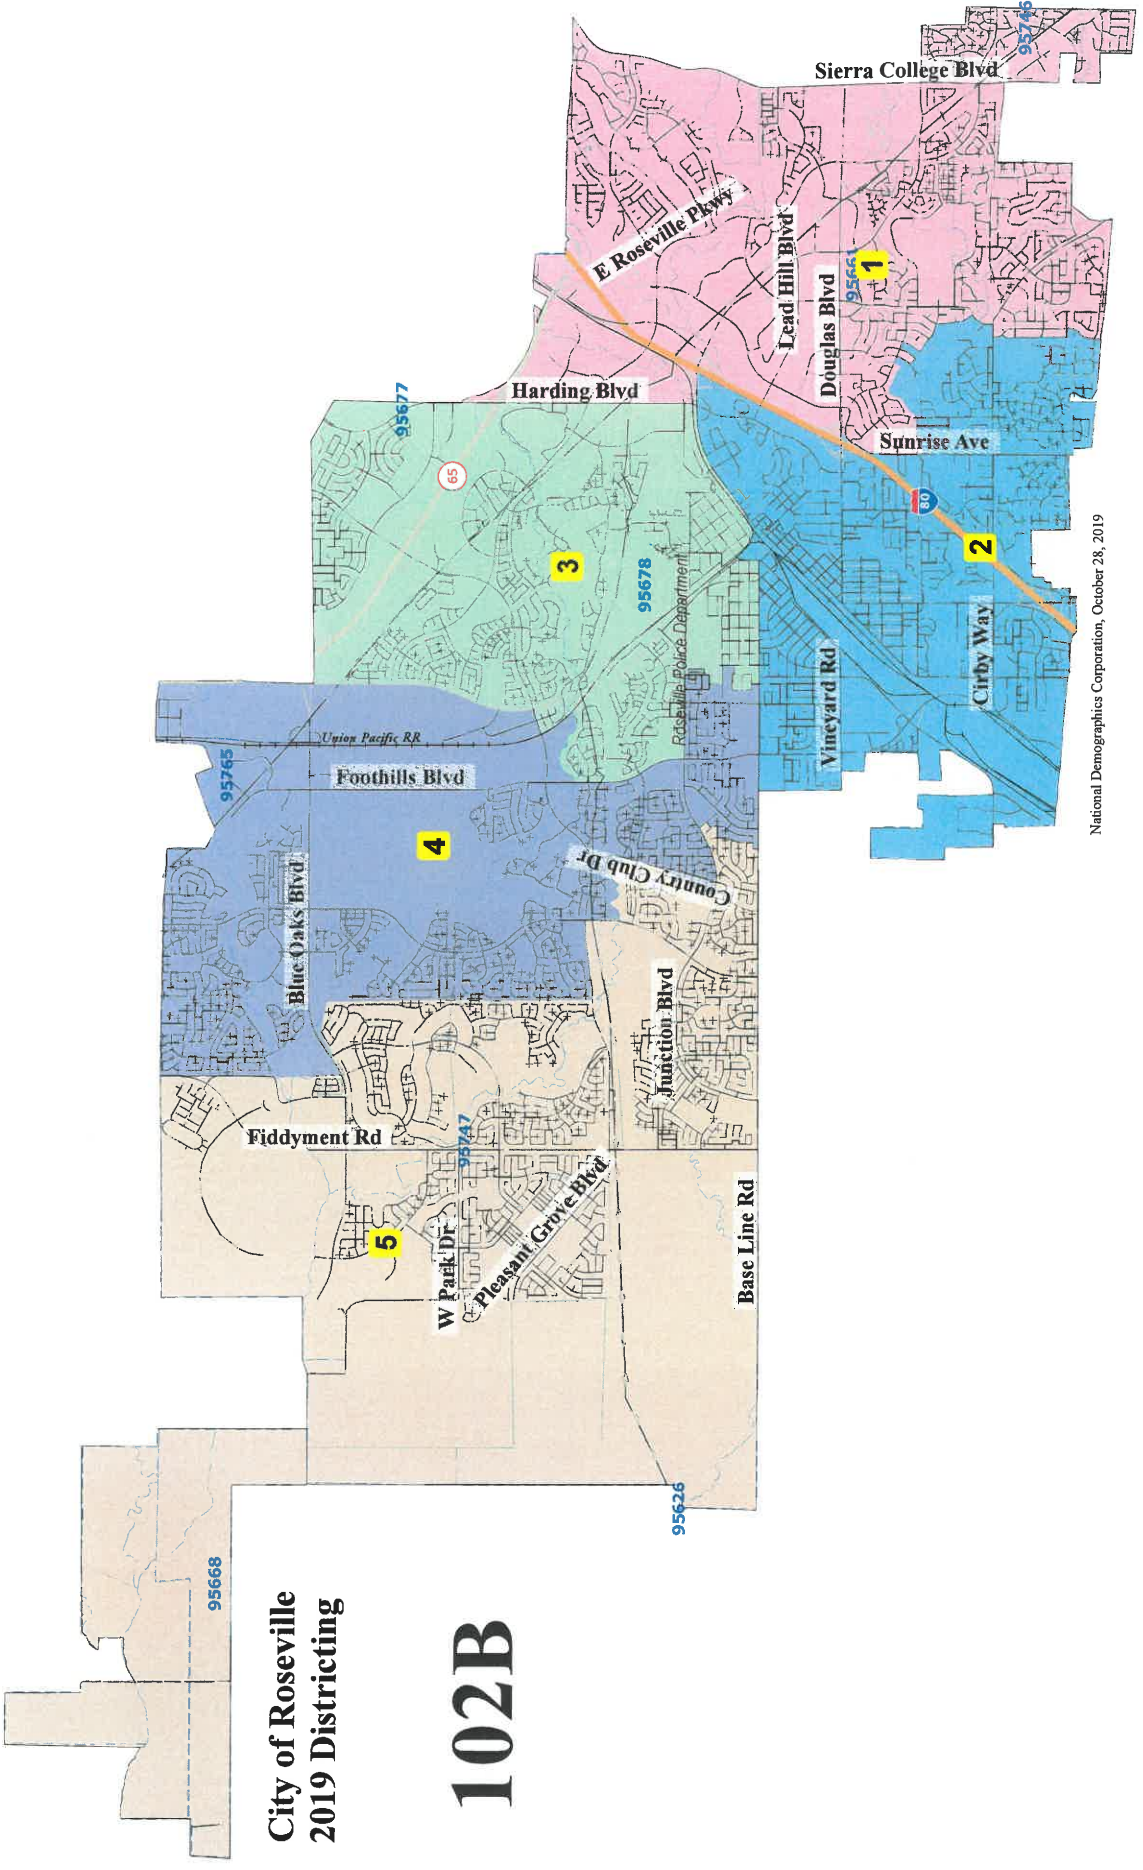 City of Roseville
2019 Districting
102B
95668
95626
95747
95765
95677
95678
95661
95746
Fiddyment Rd
W Park Dr
Pleasant Grove Blvd
Base Line Rd
Junction Blvd
Blue Oaks Blvd
Country Club Dr
Foothills Blvd
Union Pacific RR
Roseville Police Department
Vineyard Rd
Cirby Way
Sunrise Ave
Harding Blvd
Douglas Blvd
Lead Hill Blvd
E Roseville Pkwy
Sierra College Blvd
65
80
5
4
3
2
1
National Demographics Corporation, October 28, 2019